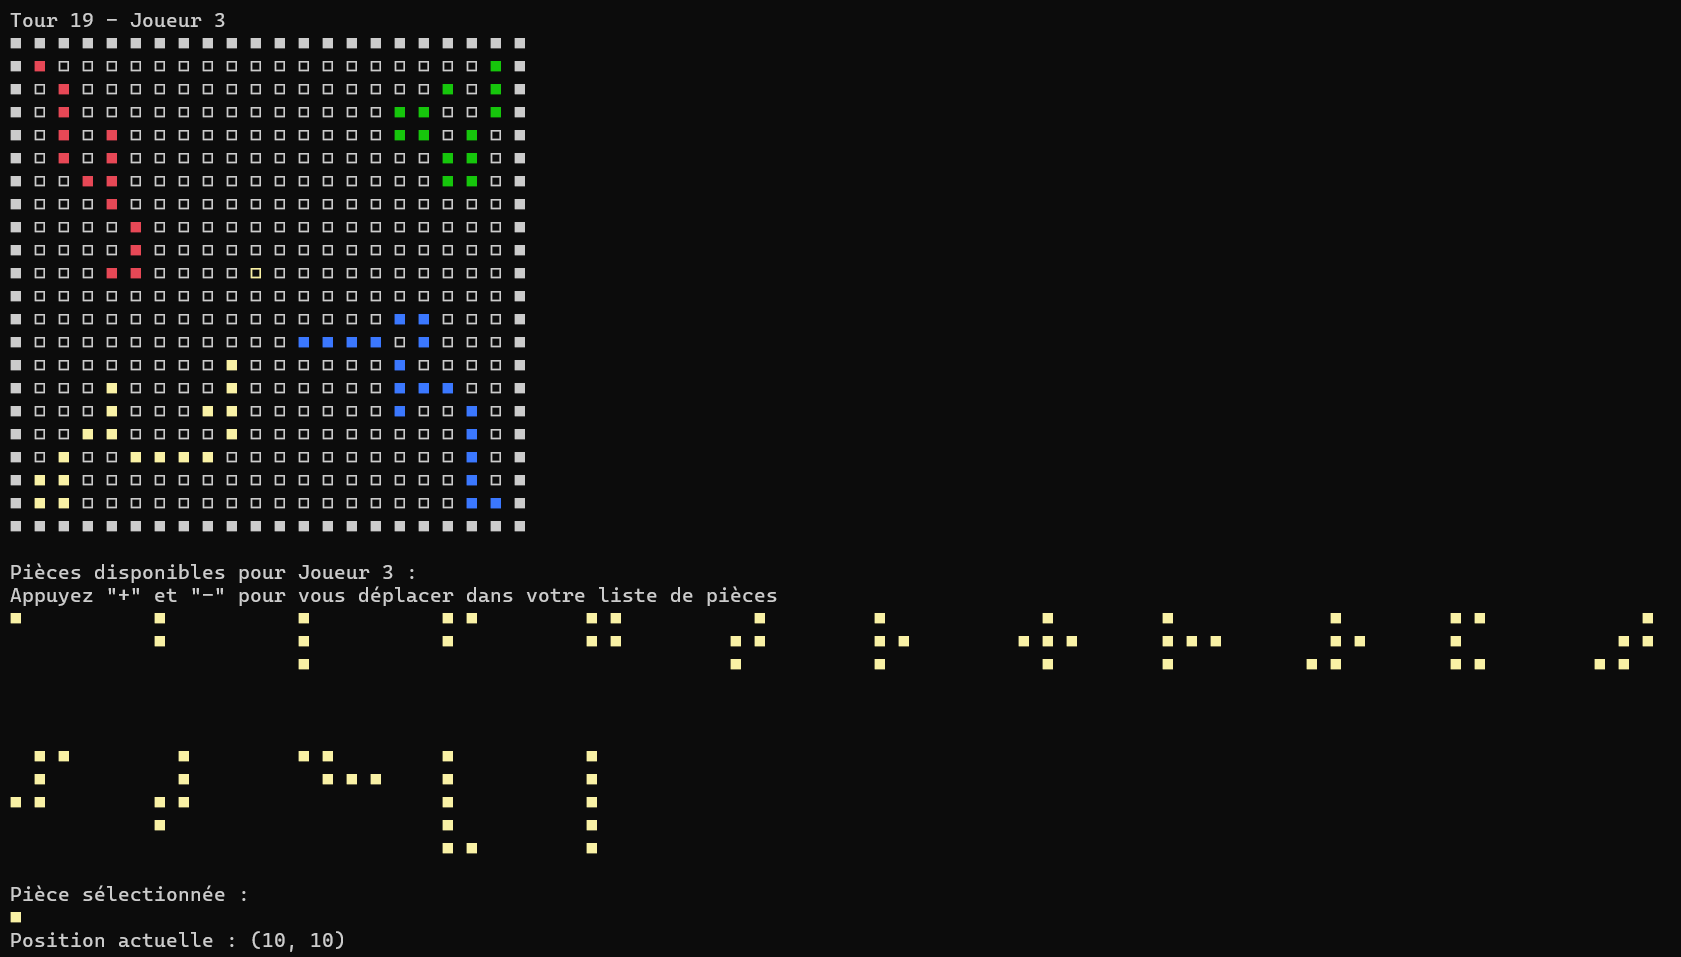 Tour 19 - Joueur 3
Pièces disponibles pour Joueur 3 :
Appuyez "+" et "-" pour vous déplacer dans votre liste de pièces
Pièce sélectionnée :
Position actuelle : (10, 10)